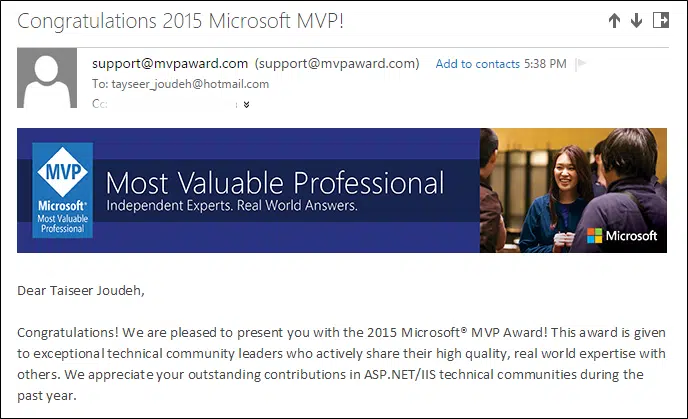 Congratulations 2015 Microsoft MVP!
support@mvpaward.com (support@mvpaward.com) Add to contacts 5:38 PM
To: tayseer_joudeh@hotmail.com
Cc:
MVP
Microsoft®
Most Valuable
Professional
Most Valuable Professional
Independent Experts. Real World Answers.
Microsoft
Dear Taiseer Joudeh,
Congratulations! We are pleased to present you with the 2015 Microsoft® MVP Award! This award is given
to exceptional technical community leaders who actively share their high quality, real world expertise with
others. We appreciate your outstanding contributions in ASP.NET/IIS technical communities during the
past year.